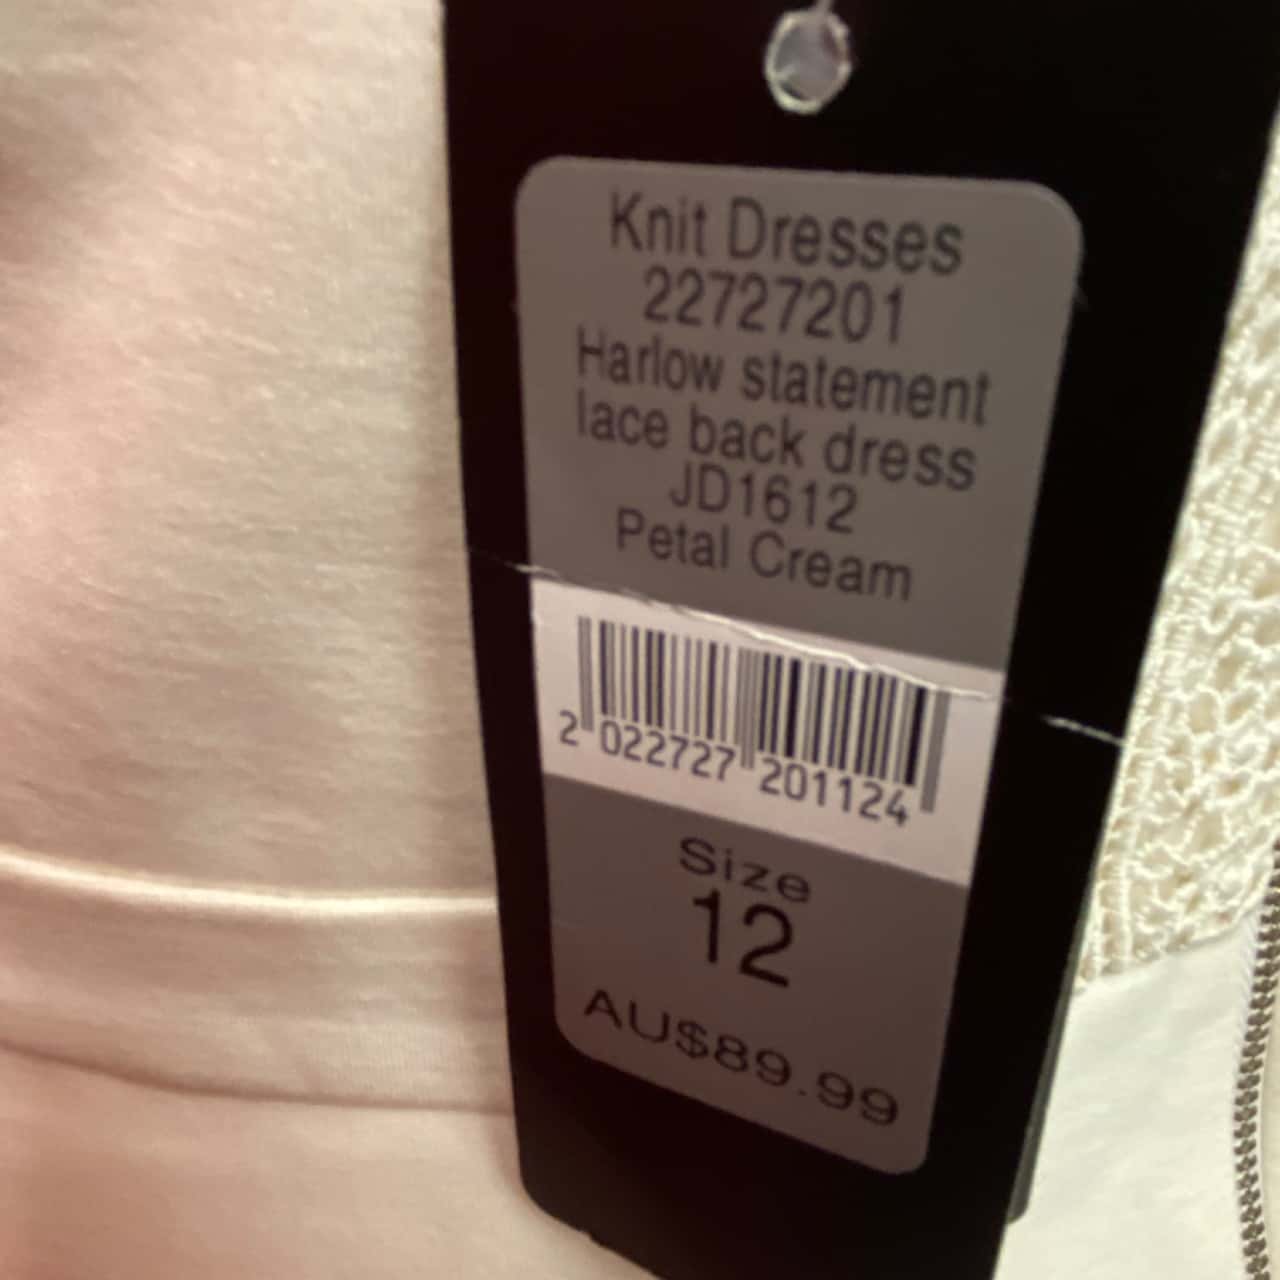 Knit Dresses
22727201
Harlow statement
lace back dress
JD1612
Petal Cream
2 022727 201124
Size
12
AU$89.99